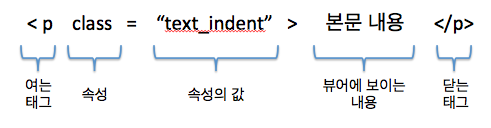 < p class = “text_indent” > 본문 내용 </p>
여는 태그
속성
속성의 값
뷰어에 보이는 내용
닫는 태그